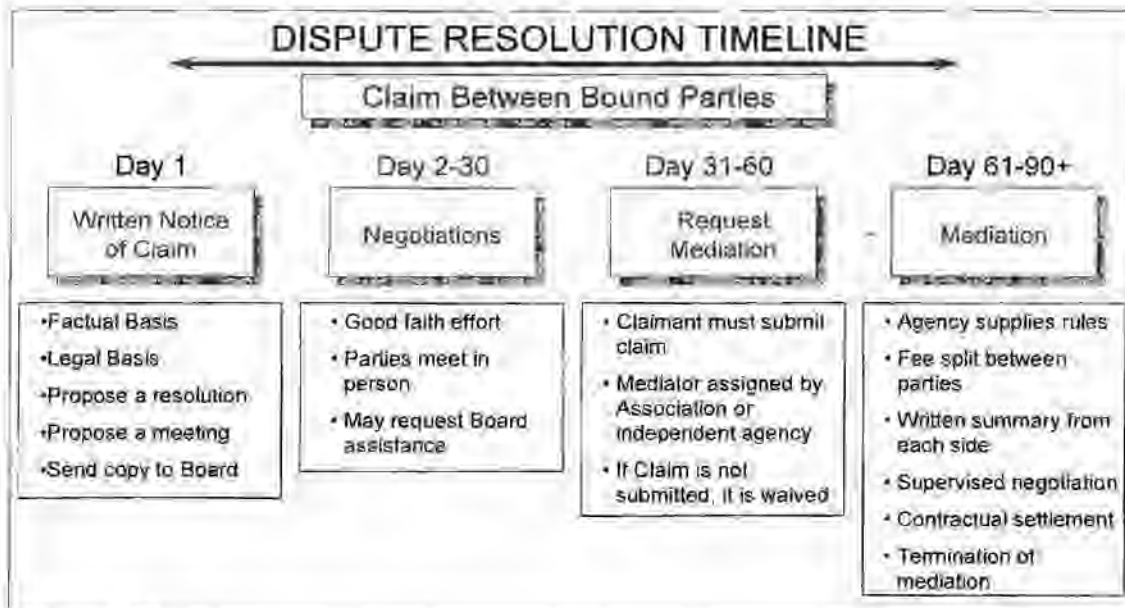 DISPUTE RESOLUTION TIMELINE
Claim Between Bound Parties
Day 1
Written Notice
of Claim
•Factual Basis
•Legal Basis
•Propose a resolution
•Propose a meeting
•Send copy to Board
Day 2-30
Negotiations
• Good faith effort
• Parties meet in
person
• May request Board
assistance
Day 31-60
Request
Mediation
• Claimant must submit
claim
• Mediator assigned by
Association or
independent agency
• If Claim is not
submitted, it is waived
Day 61-90+
Mediation
• Agency supplies rules
• Fee split between
parties
• Written summary from
each side
• Supervised negotiation
• Contractual settlement
• Termination of
mediation